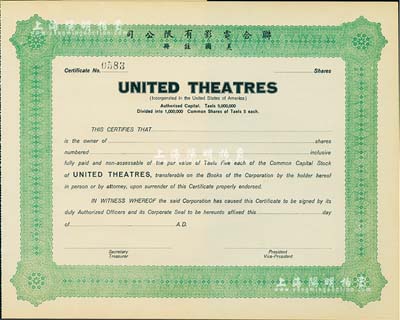 聯合電影有限公司
美國註冊
Certificate No. 0583 Shares
UNITED THEATRES
(Incorporated in the United States of America)
Authorized Capital, Taels 5,000,000
Divided into 1,000,000 Common Shares of Taels 5 each.
THIS CERTIFIES THAT
is the owner of shares
numbered inclusive
fully paid and non-assessable of the par value of Taels Five each of the Common Capital Stock
of UNITED THEATRES, transferable on the Books of the Corporation by the holder hereof
in person or by attorney, upon surrender of this Certificate properly endorsed.
IN WITNESS WHEREOF the said Corporation has caused this Certificate to be signed by its
duly Authorized Officers and its Corporate Seal to be hereunto affixed this day
of A.D.
Secretary President
Treasurer Vice-President
上海陽明拍賣